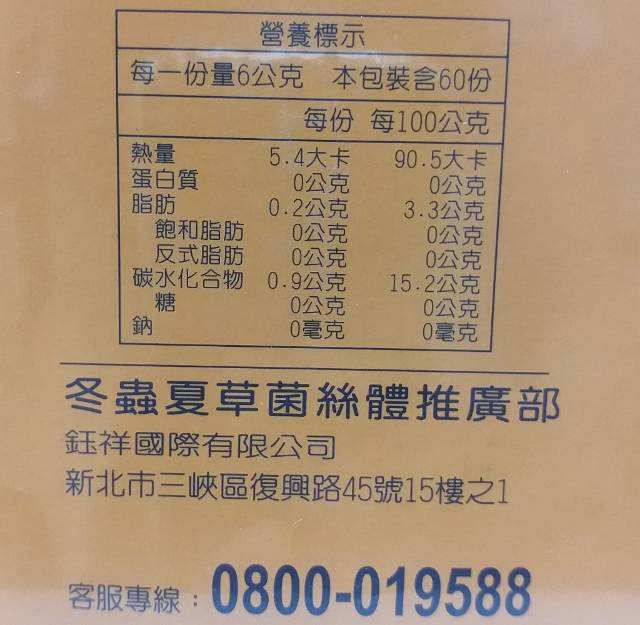 營養標示
每一份量6公克 本包裝含60份
每份 每100公克
熱量 5.4大卡 90.5大卡
蛋白質 0公克 0公克
脂肪 0.2公克 3.3公克
飽和脂肪 0公克 0公克
反式脂肪 0公克 0公克
碳水化合物 0.9公克 15.2公克
糖 0公克 0公克
鈉 0毫克 0毫克
冬蟲夏草菌絲體推廣部
鈺祥國際有限公司
新北市三峽區復興路45號15樓之1
客服專線：0800-019588